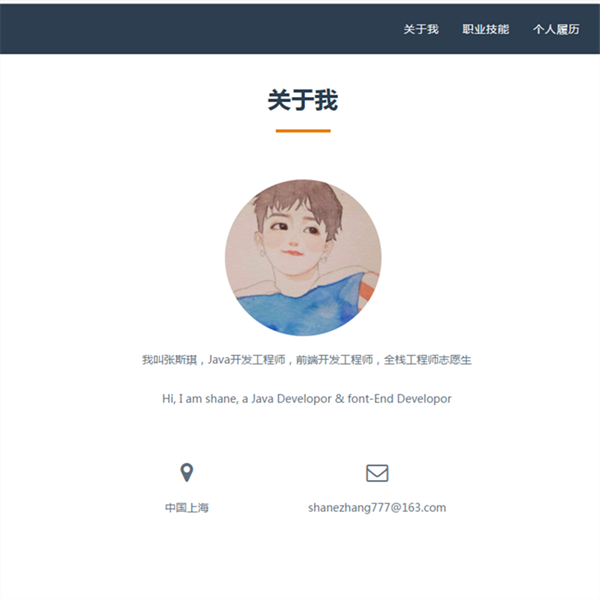 关于我 职业技能 个人履历
关于我
我叫张斯琪，Java开发工程师，前端开发工程师，全栈工程师志愿生
Hi, I am shane, a Java Developor & font-End Developor
中国上海 shanezhang777@163.com